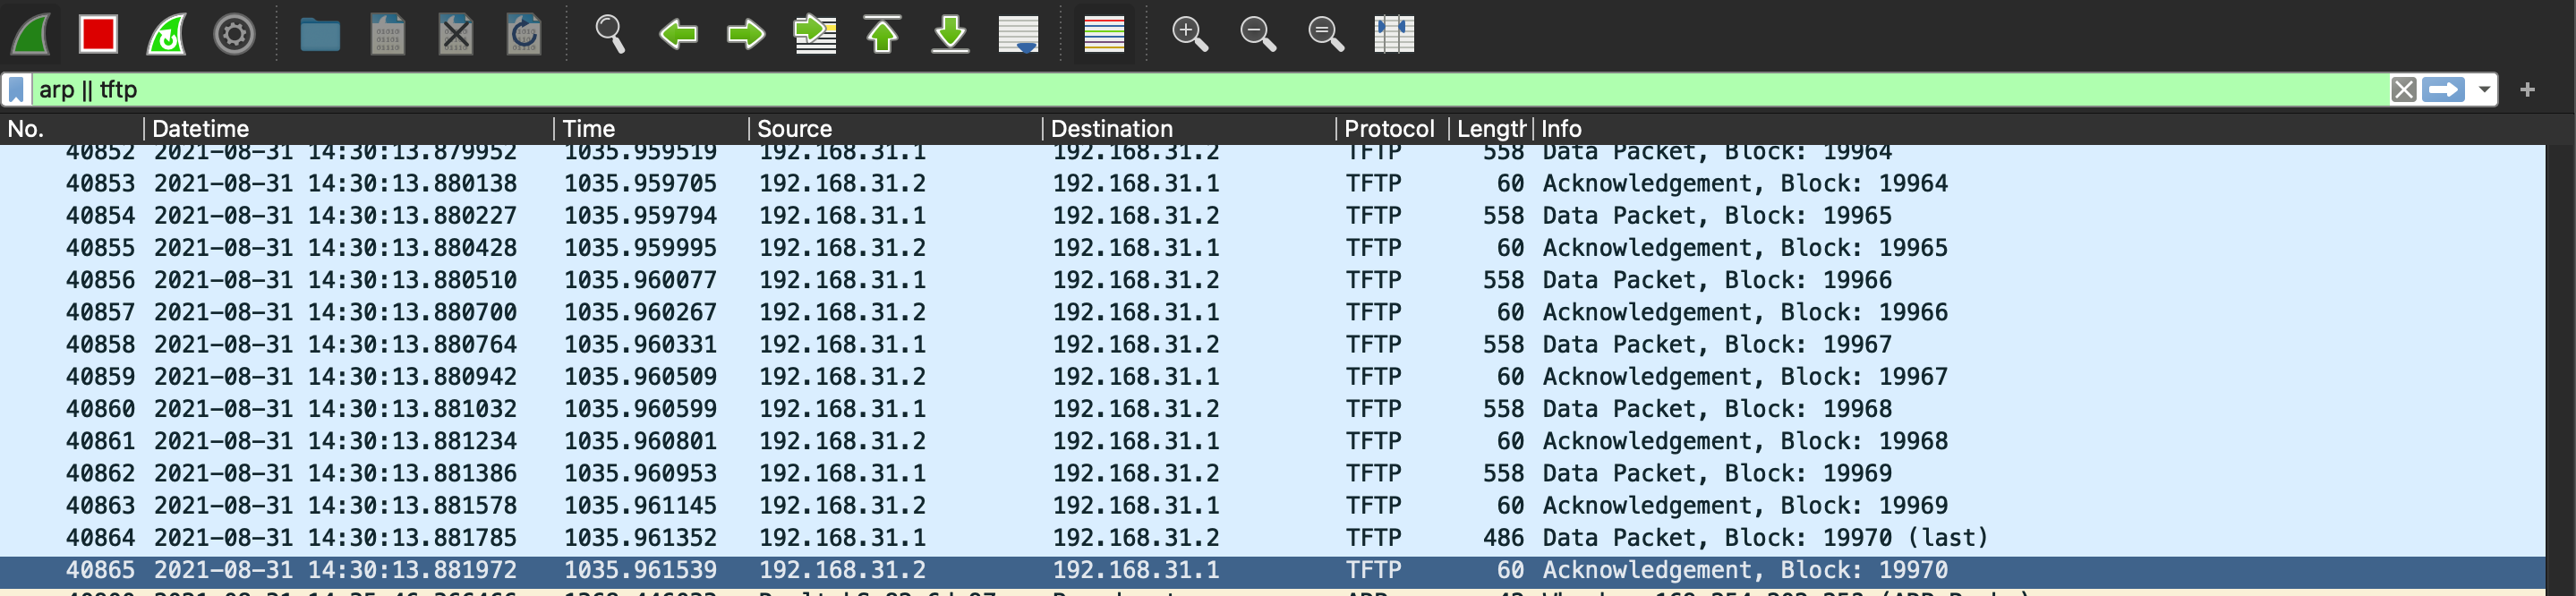 arp || tftp
No. Datetime Time Source Destination Protocol Length Info
40852 2021-08-31 14:30:13.879952 1035.959519 192.168.31.1 192.168.31.2 TFTP 558 Data Packet, Block: 19964
40853 2021-08-31 14:30:13.880138 1035.959705 192.168.31.2 192.168.31.1 TFTP 60 Acknowledgement, Block: 19964
40854 2021-08-31 14:30:13.880227 1035.959794 192.168.31.1 192.168.31.2 TFTP 558 Data Packet, Block: 19965
40855 2021-08-31 14:30:13.880428 1035.959995 192.168.31.2 192.168.31.1 TFTP 60 Acknowledgement, Block: 19965
40856 2021-08-31 14:30:13.880510 1035.960077 192.168.31.1 192.168.31.2 TFTP 558 Data Packet, Block: 19966
40857 2021-08-31 14:30:13.880700 1035.960267 192.168.31.2 192.168.31.1 TFTP 60 Acknowledgement, Block: 19966
40858 2021-08-31 14:30:13.880764 1035.960331 192.168.31.1 192.168.31.2 TFTP 558 Data Packet, Block: 19967
40859 2021-08-31 14:30:13.880942 1035.960509 192.168.31.2 192.168.31.1 TFTP 60 Acknowledgement, Block: 19967
40860 2021-08-31 14:30:13.881032 1035.960599 192.168.31.1 192.168.31.2 TFTP 558 Data Packet, Block: 19968
40861 2021-08-31 14:30:13.881234 1035.960801 192.168.31.2 192.168.31.1 TFTP 60 Acknowledgement, Block: 19968
40862 2021-08-31 14:30:13.881386 1035.960953 192.168.31.1 192.168.31.2 TFTP 558 Data Packet, Block: 19969
40863 2021-08-31 14:30:13.881578 1035.961145 192.168.31.2 192.168.31.1 TFTP 60 Acknowledgement, Block: 19969
40864 2021-08-31 14:30:13.881785 1035.961352 192.168.31.1 192.168.31.2 TFTP 486 Data Packet, Block: 19970 (last)
40865 2021-08-31 14:30:13.881972 1035.961539 192.168.31.2 192.168.31.1 TFTP 60 Acknowledgement, Block: 19970